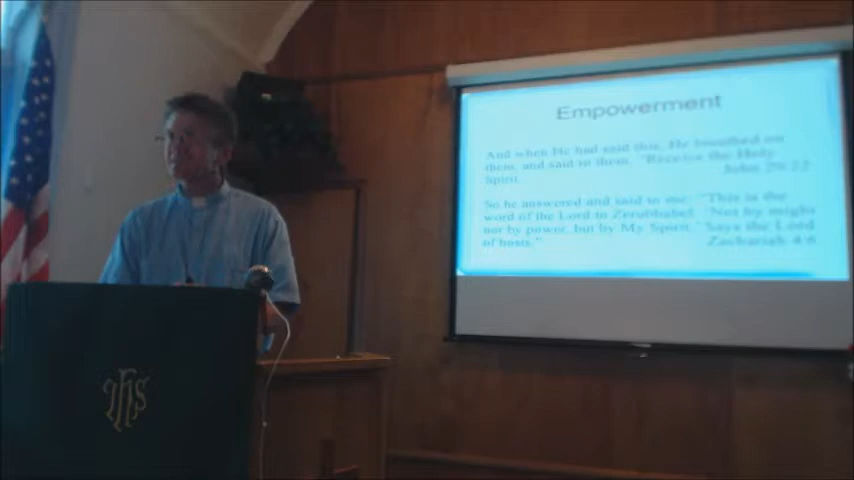 Empowerment
And when He had said this, He breathed on
them, and said to them, "Receive the Holy
Spirit.
John 20:22
So he answered and said to me: "This is the
word of the Lord to Zerubbabel: 'Not by might
nor by power, but by My Spirit,' Says the Lord
of hosts."
Zachariah 4:6
IHS